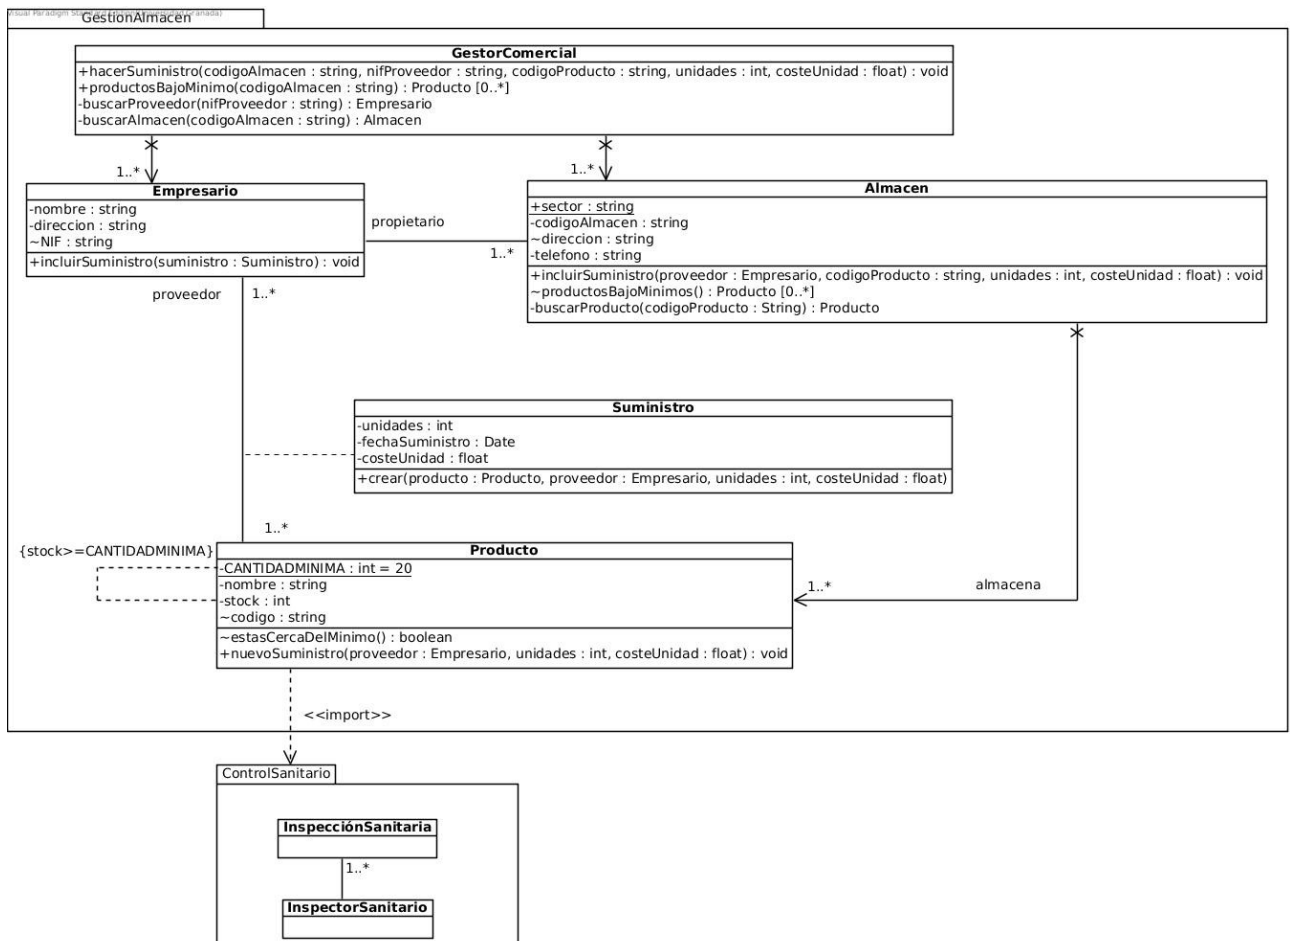 Visual Paradigm Standard
GestionAlmacen
GestorComercial
+hacerSuministro(codigoAlmacen : string, nifProveedor : string, codigoProducto : string, unidades : int, costeUnidad : float) : void
+productosBajoMinimo(codigoAlmacen : string) : Producto [0..*]
-buscarProveedor(nifProveedor : string) : Empresario
-buscarAlmacen(codigoAlmacen : string) : Almacen
1..*
1..*
Empresario
-nombre : string
-direccion : string
~NIF : string
+incluirSuministro(suministro : Suministro) : void
propietario
1..*
Almacen
+sector : string
-codigoAlmacen : string
~direccion : string
-telefono : string
+incluirSuministro(proveedor : Empresario, codigoProducto : string, unidades : int, costeUnidad : float) : void
~productosBajoMinimos() : Producto [0..*]
-buscarProducto(codigoProducto : String) : Producto
proveedor
1..*
Suministro
-unidades : int
-fechaSuministro : Date
-costeUnidad : float
+crear(producto : Producto, proveedor : Empresario, unidades : int, costeUnidad : float)
1..*
{stock>=CANTIDADMINIMA}
Producto
-CANTIDADMINIMA : int = 20
-nombre : string
-stock : int
~codigo : string
~estasCercaDelMinimo() : boolean
+nuevoSuministro(proveedor : Empresario, unidades : int, costeUnidad : float) : void
1..*
almacena
<<import>>
ControlSanitario
InspecciónSanitaria
1..*
InspectorSanitario